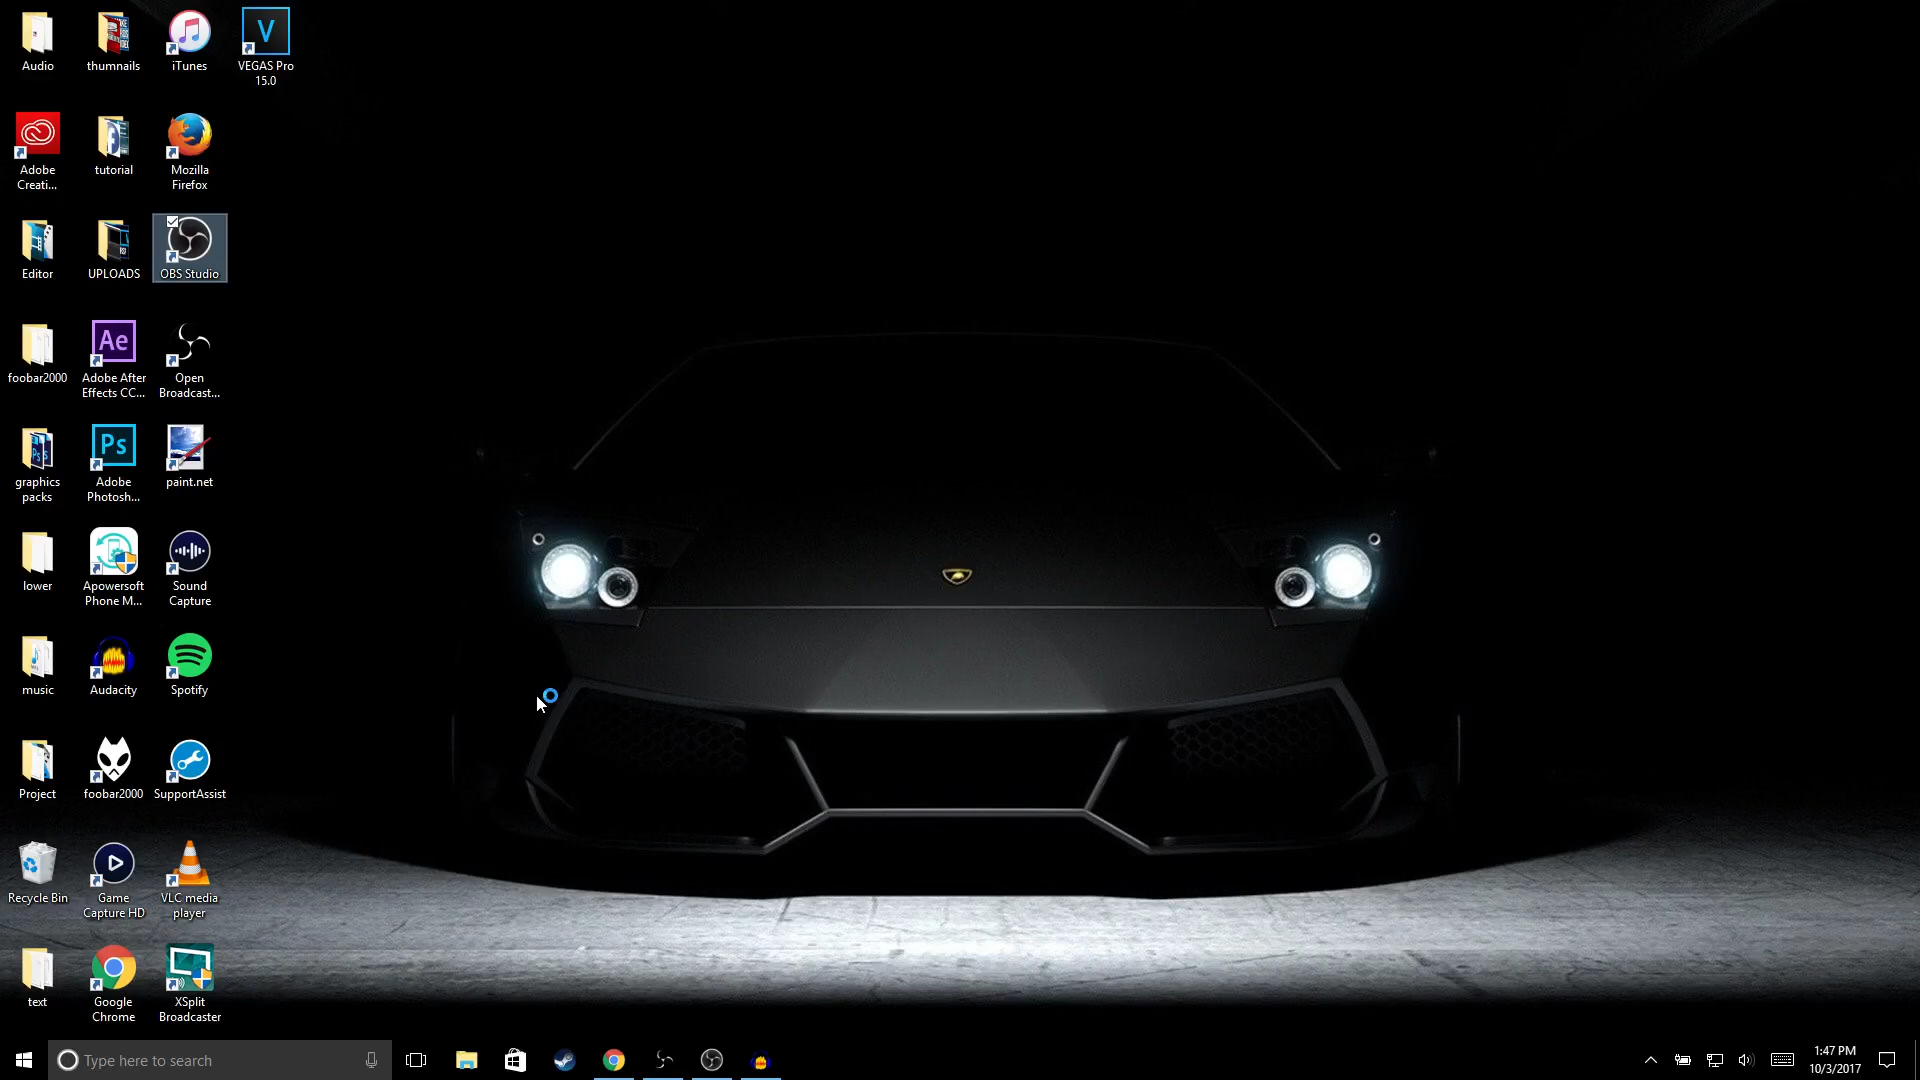 Audio
thumnails
iTunes
VEGAS Pro
15.0
Adobe
Creati...
tutorial
Mozilla
Firefox
Editor
UPLOADS
OBS Studio
foobar2000
Adobe After
Effects CC...
Open
Broadcast...
graphics
packs
Adobe
Photosh...
paint.net
lower
Apowersoft
Phone M...
Sound
Capture
music
Audacity
Spotify
Project
foobar2000
SupportAssist
Recycle Bin
Game
Capture HD
VLC media
player
text
Google
Chrome
XSplit
Broadcaster
V
Ae
Ps
Type here to search
1:47 PM
10/3/2017